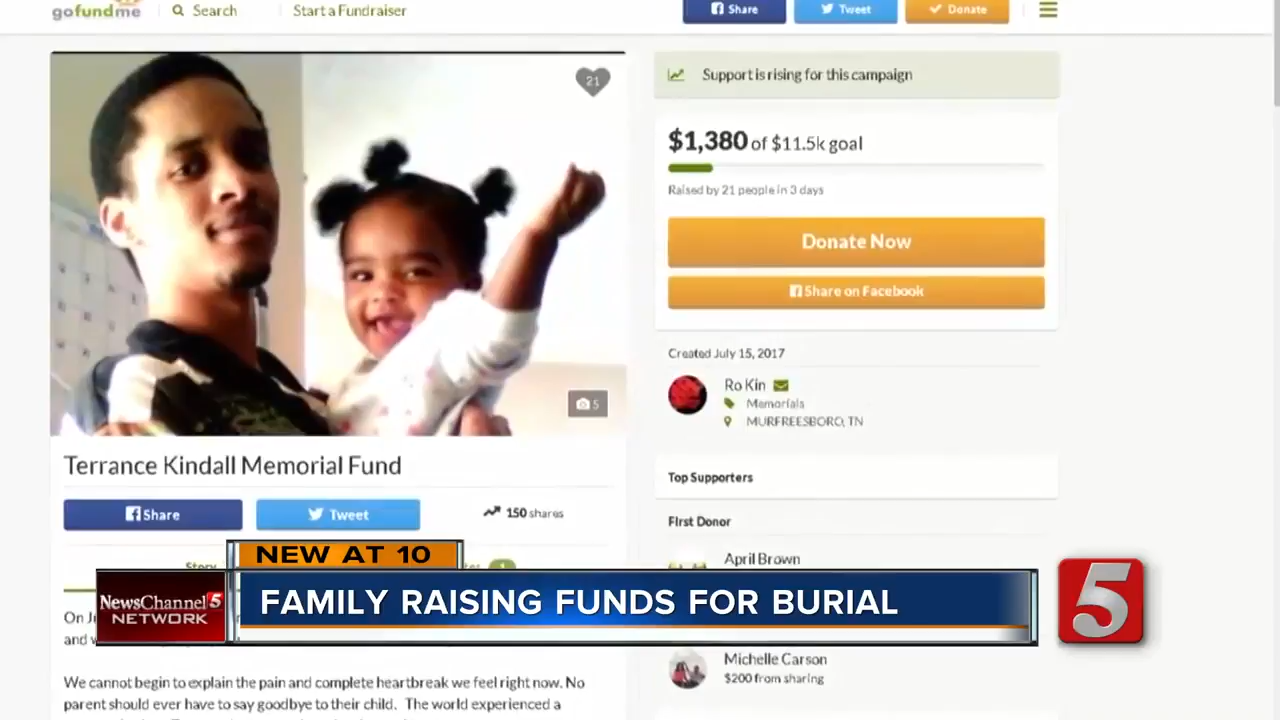 gofundme
Search
Start a Fundraiser
Share
Tweet
Donate
21
5
Support is rising for this campaign
$1,380 of $11.5k goal
Raised by 21 people in 3 days
Donate Now
Share on Facebook
Created July 15, 2017
Ro Kin
Memorials
MURFREESBORO, TN
Top Supporters
First Donor
April Brown
Michelle Carson
$200 from sharing
Terrance Kindall Memorial Fund
Share
Tweet
150 shares
Story
On
and
We cannot begin to explain the pain and complete heartbreak we feel right now. No
parent should ever have to say goodbye to their child. The world experienced a
NEW AT 10
FAMILY RAISING FUNDS FOR BURIAL
NewsChannel 5
NETWORK
5